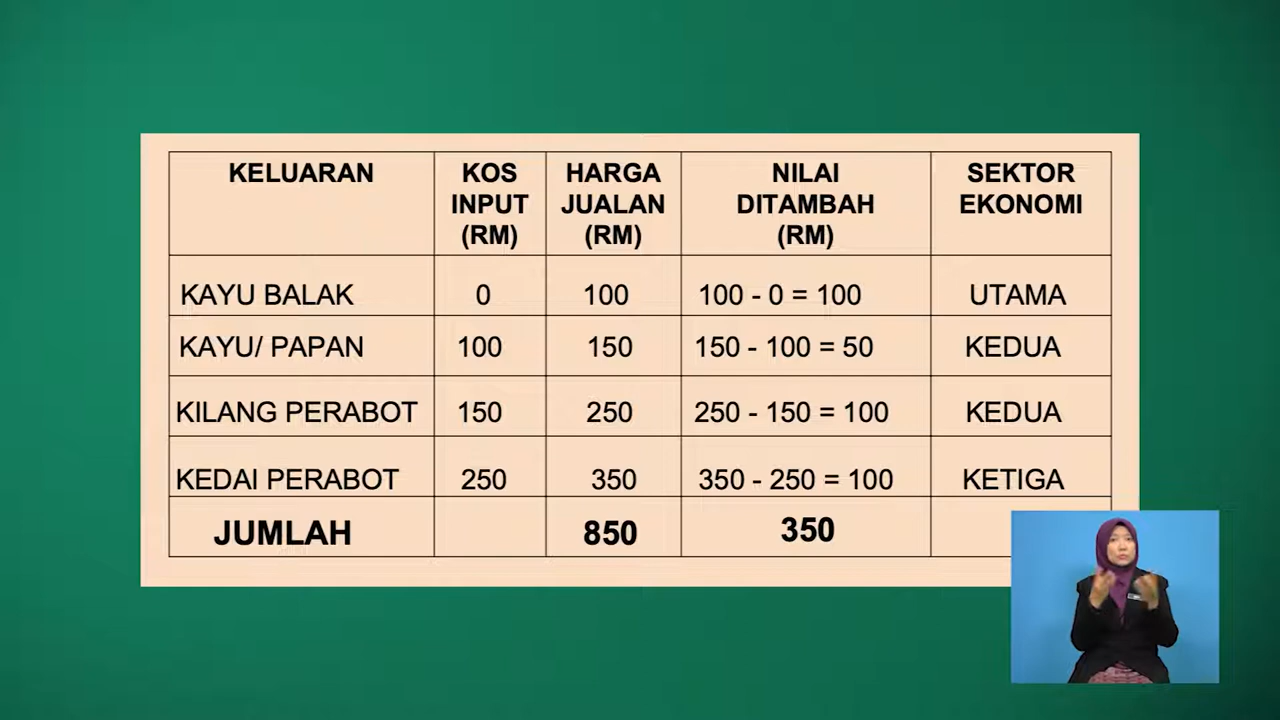 KELUARAN
KOS INPUT (RM)
HARGA JUALAN (RM)
NILAI DITAMBAH (RM)
SEKTOR EKONOMI
KAYU BALAK 0 100 100 - 0 = 100 UTAMA
KAYU/ PAPAN 100 150 150 - 100 = 50 KEDUA
KILANG PERABOT 150 250 250 - 150 = 100 KEDUA
KEDAI PERABOT 250 350 350 - 250 = 100 KETIGA
JUMLAH 850 350